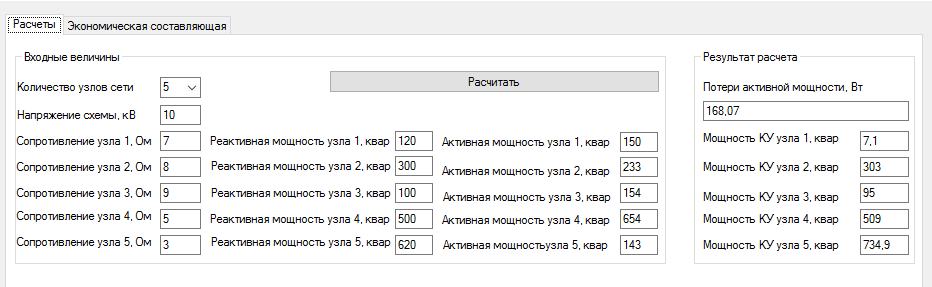 Расчеты Экономическая составляющая
Входные величины Результат расчета
Количество узлов сети 5 Расчитать Потери активной мощности, Вт
Напряжение схемы, кВ 10 168,07
Сопротивление узла 1, Ом 7 Реактивная мощность узла 1, квар 120 Активная мощность узла 1, квар 150 Мощность КУ узла 1, квар 7,1
Сопротивление узла 2, Ом 8 Реактивная мощность узла 2, квар 300 Активная мощность узла 2, квар 233 Мощность КУ узла 2, квар 303
Сопротивление узла 3, Ом 9 Реактивная мощность узла 3, квар 100 Активная мощность узла 3, квар 154 Мощность КУ узла 3, квар 95
Сопротивление узла 4, Ом 5 Реактивная мощность узла 4, квар 500 Активная мощность узла 4, квар 654 Мощность КУ узла 4, квар 509
Сопротивление узла 5, Ом 3 Реактивная мощность узла 5, квар 620 Активная мощностьузла 5, квар 143 Мощность КУ узла 5, квар 734,9